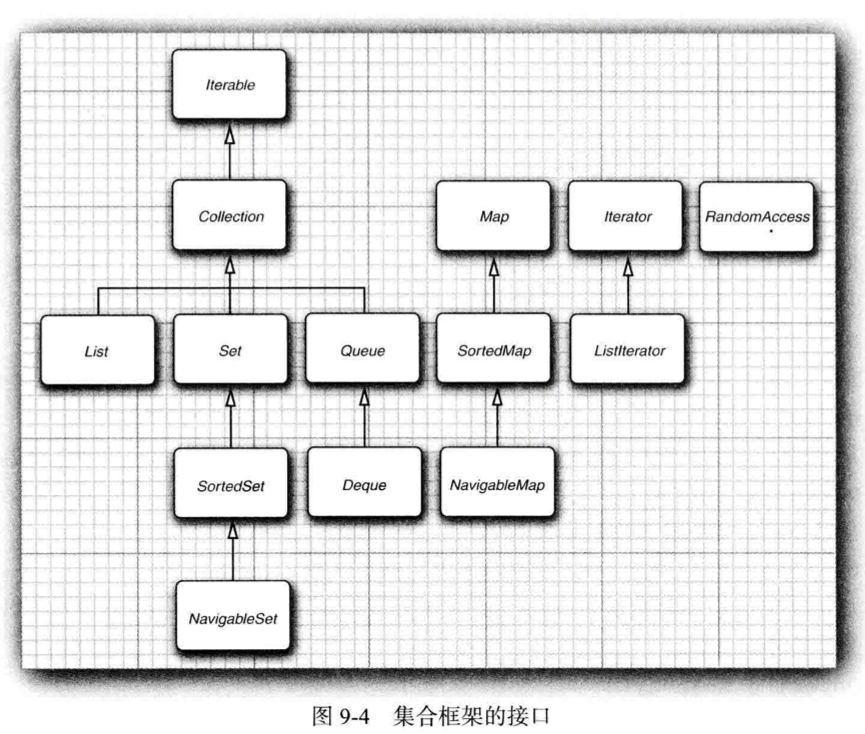 Iterable
Collection
Map
Iterator
RandomAccess
List
Set
Queue
SortedMap
ListIterator
SortedSet
Deque
NavigableMap
NavigableSet
图 9-4 集合框架的接口